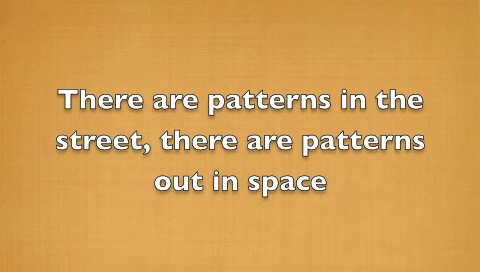 There are patterns in the
street, there are patterns
out in space